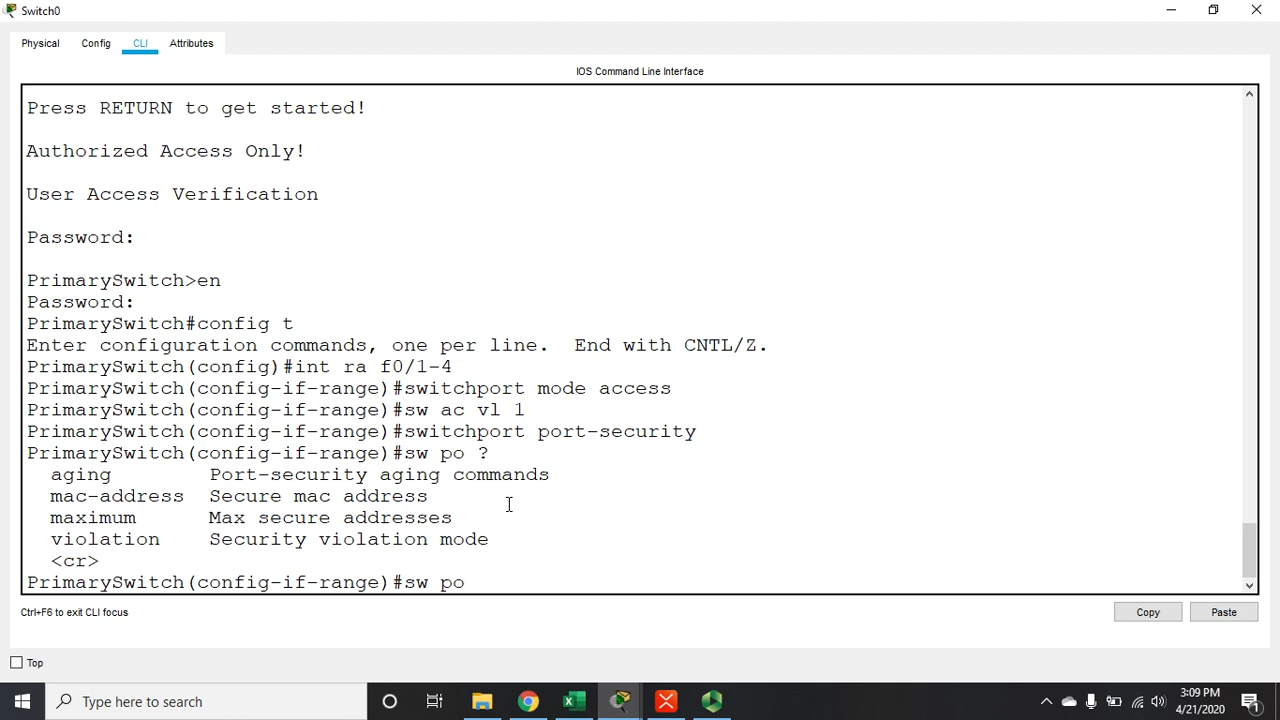 Switch0
Physical Config CLI Attributes
IOS Command Line Interface
Press RETURN to get started!
Authorized Access Only!
User Access Verification
Password:
PrimarySwitch>en
Password:
PrimarySwitch#config t
Enter configuration commands, one per line.  End with CNTL/Z.
PrimarySwitch(config)#int ra f0/1-4
PrimarySwitch(config-if-range)#switchport mode access
PrimarySwitch(config-if-range)#sw ac vl 1
PrimarySwitch(config-if-range)#switchport port-security
PrimarySwitch(config-if-range)#sw po ?
aging Port-security aging commands
mac-address Secure mac address
maximum Max secure addresses
violation Security violation mode
<cr>
PrimarySwitch(config-if-range)#sw po
Ctrl+F6 to exit CLI focus
Copy Paste
Top
Type here to search
3:09 PM
4/21/2020
1